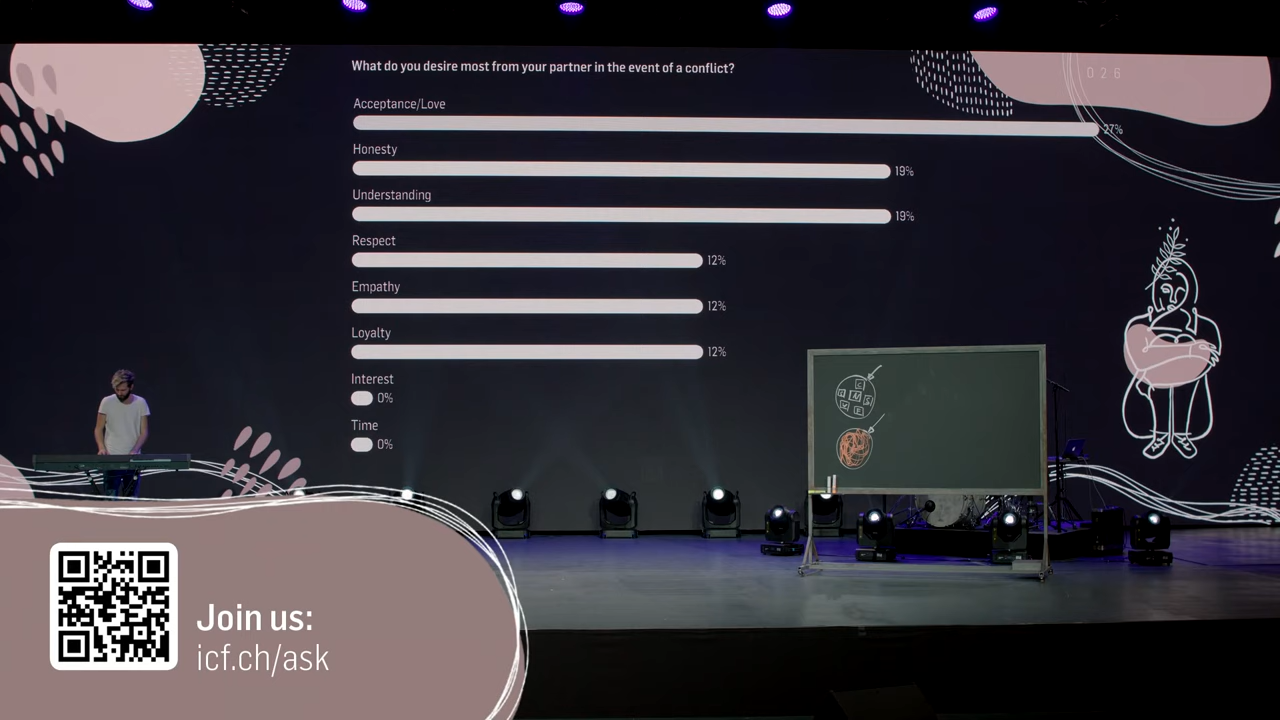 What do you desire most from your partner in the event of a conflict?
026
Acceptance/Love
27%
Honesty
19%
Understanding
19%
Respect
12%
Empathy
12%
Loyalty
12%
Interest
0%
Time
0%
Join us:
icf.ch/ask